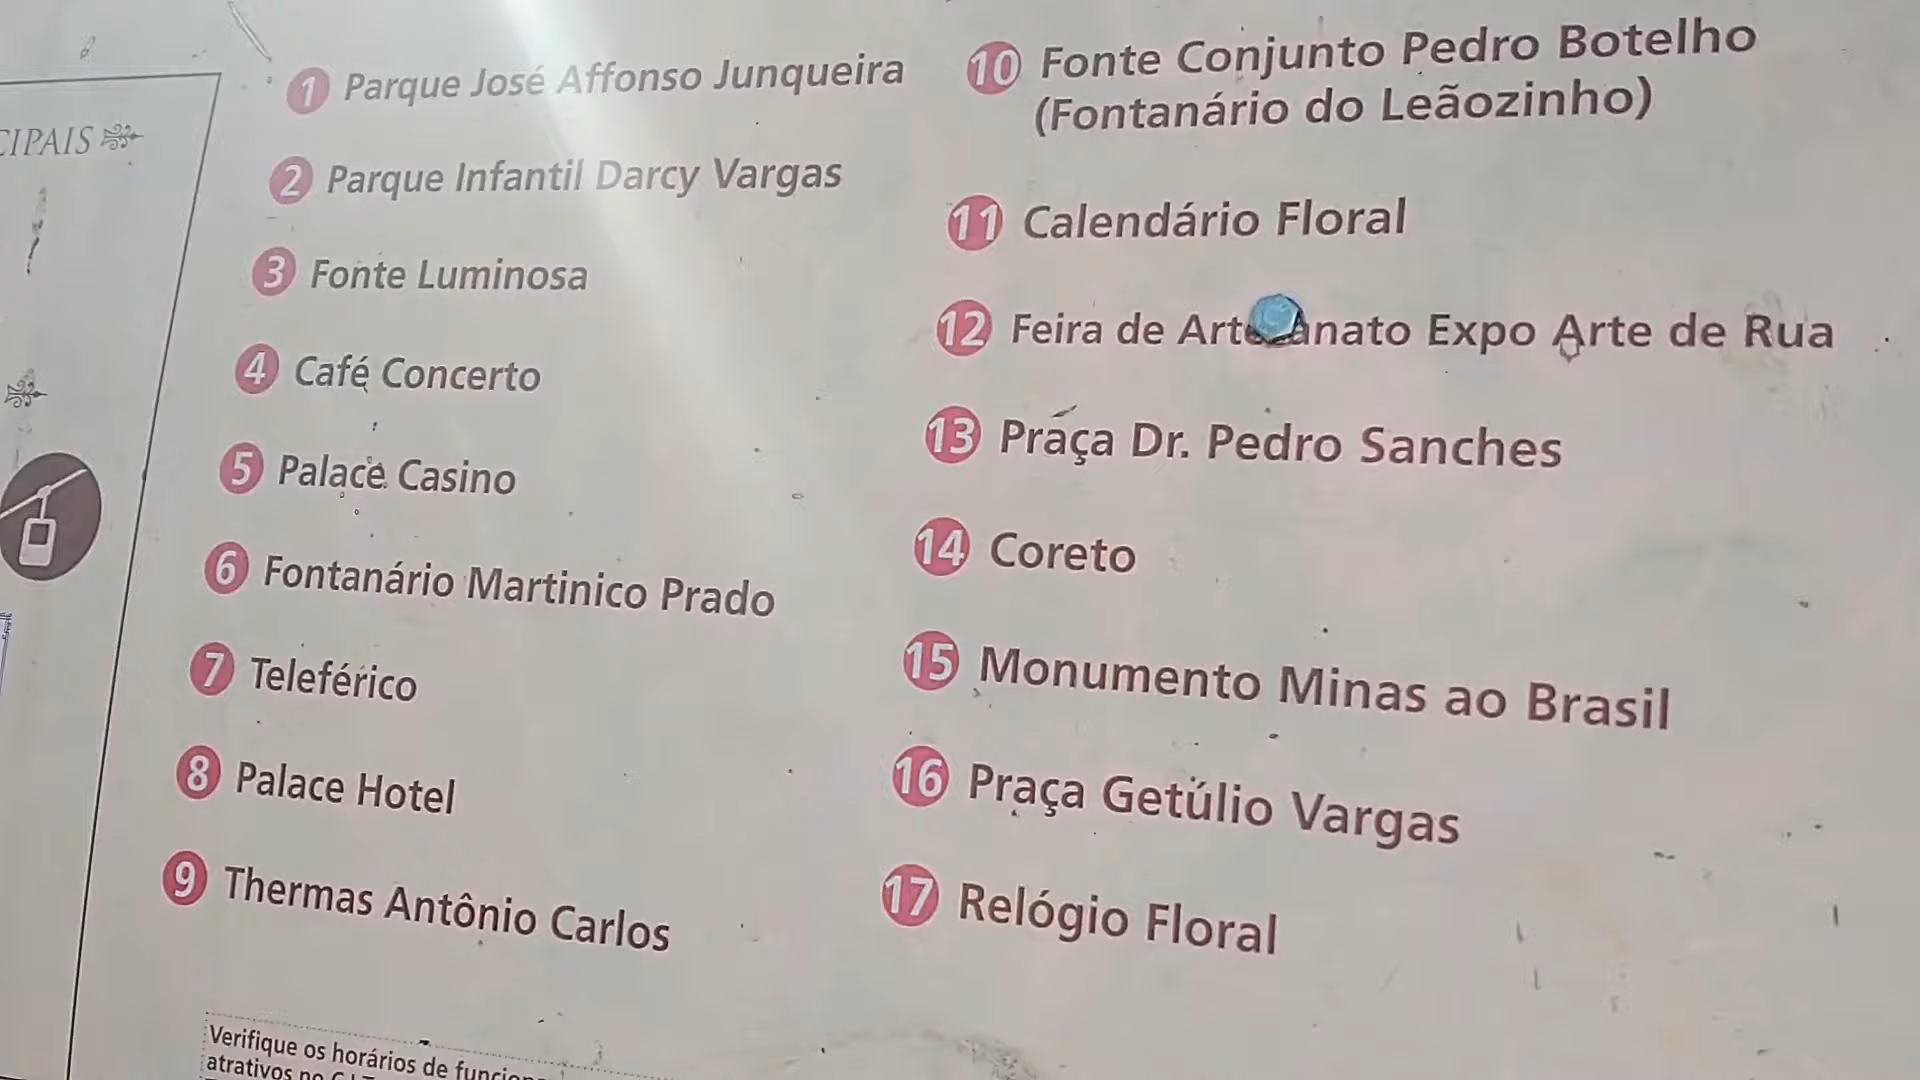 CIPAIS
1 Parque José Affonso Junqueira
2 Parque Infantil Darcy Vargas
3 Fonte Luminosa
4 Café Concerto
5 Palace Casino
6 Fontanário Martinico Prado
7 Teleférico
8 Palace Hotel
9 Thermas Antônio Carlos
10 Fonte Conjunto Pedro Botelho
(Fontanário do Leãozinho)
11 Calendário Floral
12 Feira de Artesanato Expo Arte de Rua
13 Praça Dr. Pedro Sanches
14 Coreto
15 Monumento Minas ao Brasil
16 Praça Getúlio Vargas
17 Relógio Floral
Verifique os horários de funcion
atrativos no